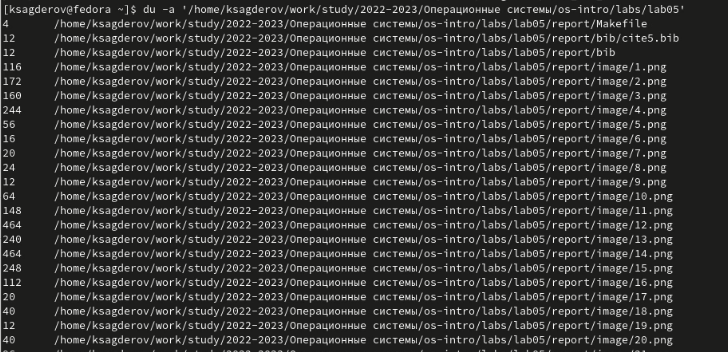 [ksagderov@fedora ~]$ du -a '/home/ksagderov/work/study/2022-2023/Операционные системы/os-intro/labs/lab05'
4 /home/ksagderov/work/study/2022-2023/Операционные системы/os-intro/labs/lab05/report/Makefile
12 /home/ksagderov/work/study/2022-2023/Операционные системы/os-intro/labs/lab05/report/bib/cite5.bib
12 /home/ksagderov/work/study/2022-2023/Операционные системы/os-intro/labs/lab05/report/bib
116 /home/ksagderov/work/study/2022-2023/Операционные системы/os-intro/labs/lab05/report/image/1.png
172 /home/ksagderov/work/study/2022-2023/Операционные системы/os-intro/labs/lab05/report/image/2.png
160 /home/ksagderov/work/study/2022-2023/Операционные системы/os-intro/labs/lab05/report/image/3.png
244 /home/ksagderov/work/study/2022-2023/Операционные системы/os-intro/labs/lab05/report/image/4.png
56 /home/ksagderov/work/study/2022-2023/Операционные системы/os-intro/labs/lab05/report/image/5.png
16 /home/ksagderov/work/study/2022-2023/Операционные системы/os-intro/labs/lab05/report/image/6.png
20 /home/ksagderov/work/study/2022-2023/Операционные системы/os-intro/labs/lab05/report/image/7.png
24 /home/ksagderov/work/study/2022-2023/Операционные системы/os-intro/labs/lab05/report/image/8.png
12 /home/ksagderov/work/study/2022-2023/Операционные системы/os-intro/labs/lab05/report/image/9.png
64 /home/ksagderov/work/study/2022-2023/Операционные системы/os-intro/labs/lab05/report/image/10.png
148 /home/ksagderov/work/study/2022-2023/Операционные системы/os-intro/labs/lab05/report/image/11.png
464 /home/ksagderov/work/study/2022-2023/Операционные системы/os-intro/labs/lab05/report/image/12.png
240 /home/ksagderov/work/study/2022-2023/Операционные системы/os-intro/labs/lab05/report/image/13.png
464 /home/ksagderov/work/study/2022-2023/Операционные системы/os-intro/labs/lab05/report/image/14.png
248 /home/ksagderov/work/study/2022-2023/Операционные системы/os-intro/labs/lab05/report/image/15.png
112 /home/ksagderov/work/study/2022-2023/Операционные системы/os-intro/labs/lab05/report/image/16.png
20 /home/ksagderov/work/study/2022-2023/Операционные системы/os-intro/labs/lab05/report/image/17.png
40 /home/ksagderov/work/study/2022-2023/Операционные системы/os-intro/labs/lab05/report/image/18.png
12 /home/ksagderov/work/study/2022-2023/Операционные системы/os-intro/labs/lab05/report/image/19.png
40 /home/ksagderov/work/study/2022-2023/Операционные системы/os-intro/labs/lab05/report/image/20.png